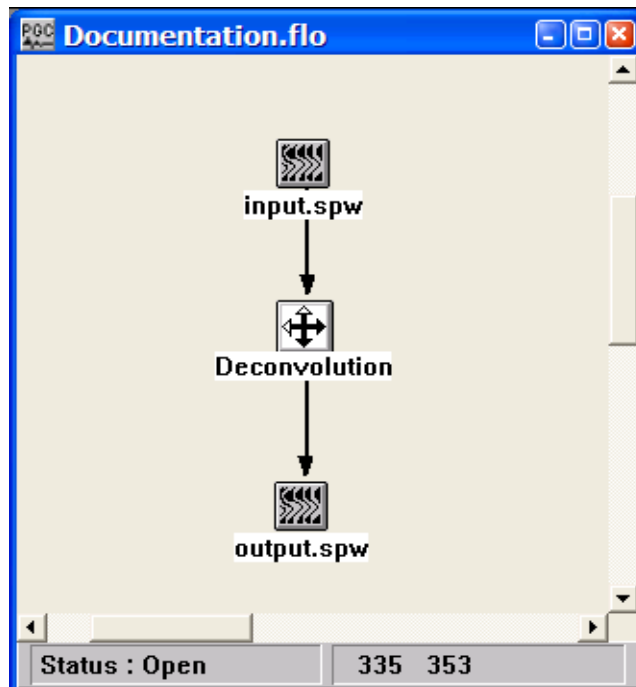 PGC Documentation.flo
input.spw
Deconvolution
output.spw
Status : Open 335 353